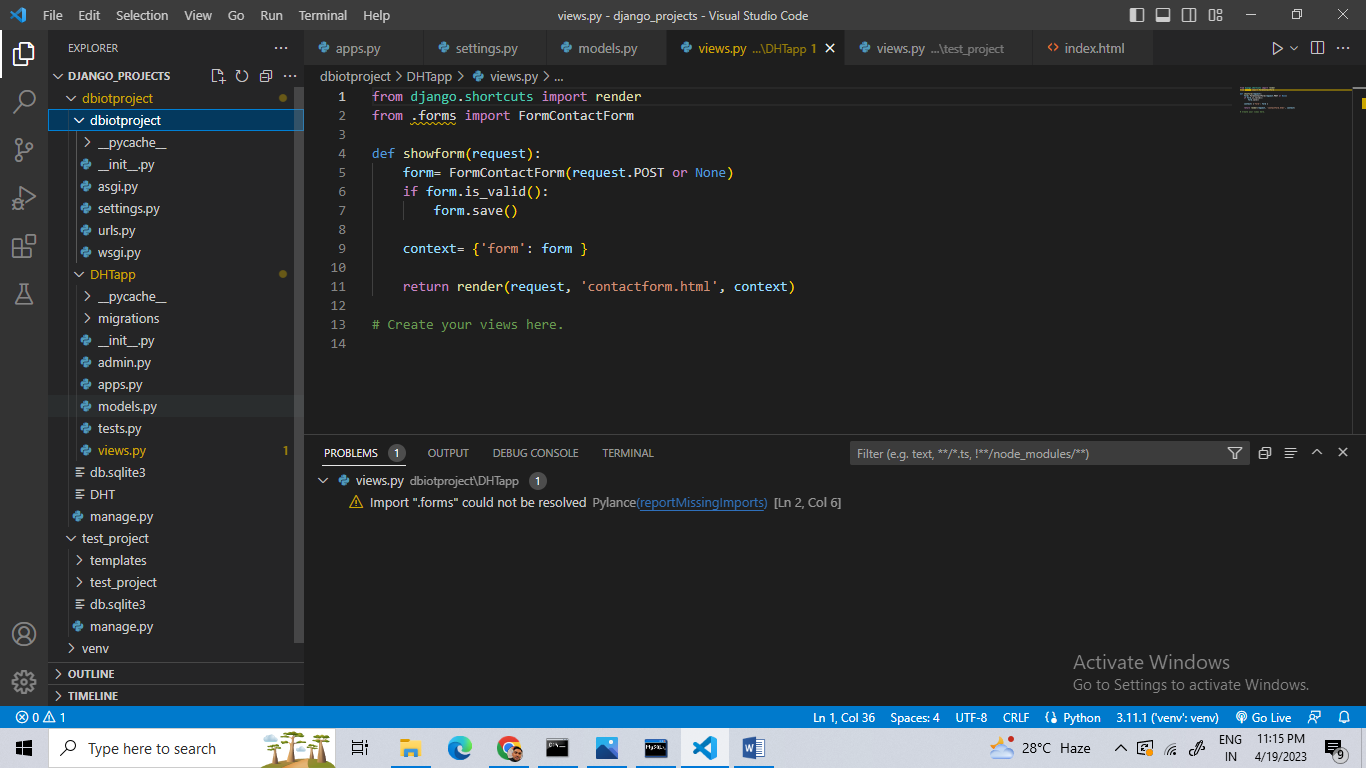 File Edit Selection View Go Run Terminal Help
views.py - django_projects - Visual Studio Code
EXPLORER
DJANGO_PROJECTS
dbiotproject
dbiotproject
__pycache__
__init__.py
asgi.py
settings.py
urls.py
wsgi.py
DHTapp
__pycache__
migrations
__init__.py
admin.py
apps.py
models.py
tests.py
views.py 1
db.sqlite3
DHT
manage.py
test_project
templates
test_project
db.sqlite3
manage.py
venv
OUTLINE
TIMELINE
apps.py settings.py models.py views.py ...\DHTapp 1 views.py ...\test_project index.html
dbiotproject > DHTapp > views.py > ...
1 from django.shortcuts import render
2 from .forms import FormContactForm
3
4 def showform(request):
5 form= FormContactForm(request.POST or None)
6 if form.is_valid():
7 form.save()
8
9 context= {'form': form }
10
11 return render(request, 'contactform.html', context)
12
13 # Create your views here.
14
PROBLEMS 1 OUTPUT DEBUG CONSOLE TERMINAL
Filter (e.g. text, **/*.ts, !**/node_modules/**)
views.py dbiotproject\DHTapp 1
Import ".forms" could not be resolved Pylance(reportMissingImports) [Ln 2, Col 6]
Activate Windows
Go to Settings to activate Windows.
0 1
Ln 1, Col 36 Spaces: 4 UTF-8 CRLF Python 3.11.1 ('venv': venv) Go Live
Type here to search
28°C Haze
ENG
IN
11:15 PM
4/19/2023
9